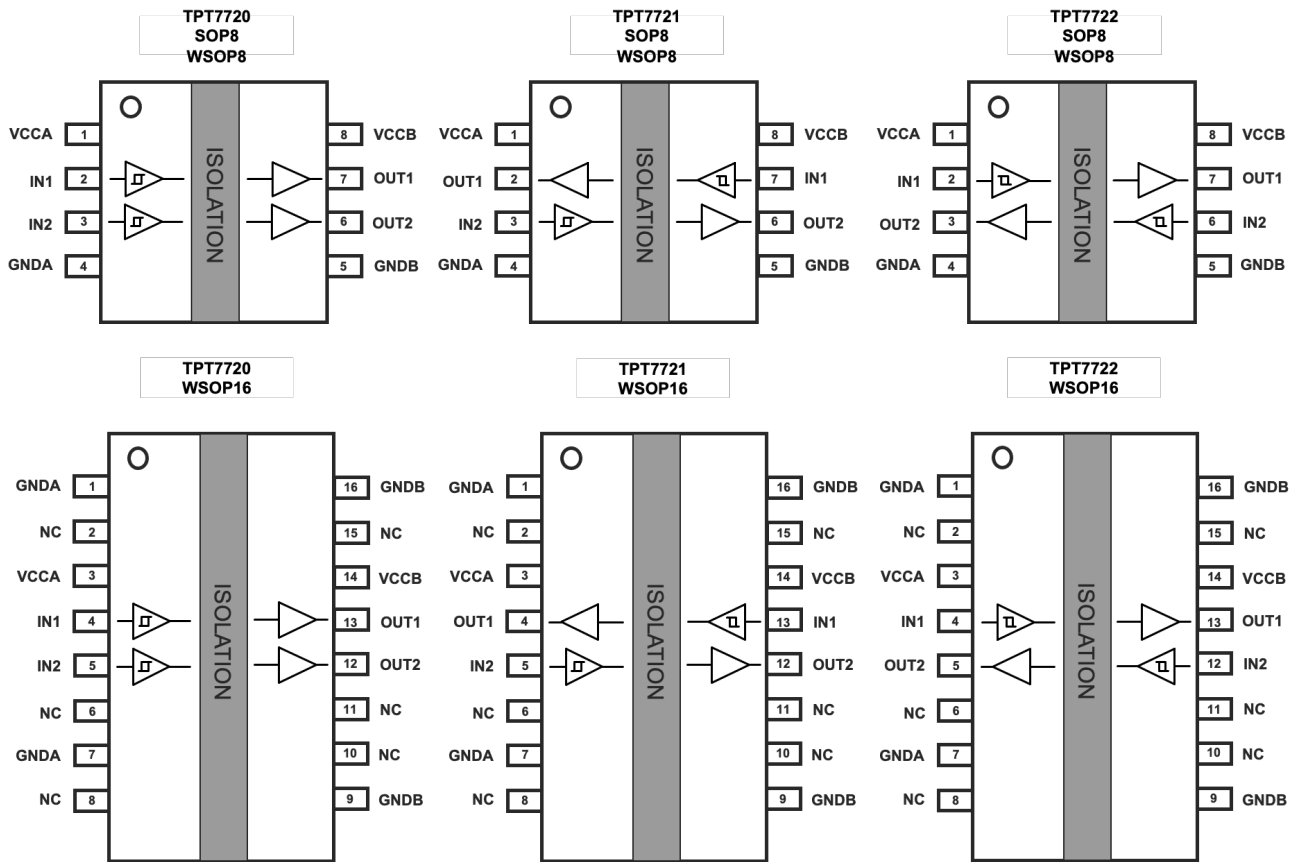 TPT7720
SOP8
WSOP8
VCCA 1 8 VCCB
IN1 2 7 OUT1
IN2 3 6 OUT2
GNDA 4 5 GNDB
ISOLATION
TPT7721
SOP8
WSOP8
VCCA 1 8 VCCB
OUT1 2 7 IN1
IN2 3 6 OUT2
GNDA 4 5 GNDB
ISOLATION
TPT7722
SOP8
WSOP8
VCCA 1 8 VCCB
IN1 2 7 OUT1
OUT2 3 6 IN2
GNDA 4 5 GNDB
ISOLATION
TPT7720
WSOP16
GNDA 1 16 GNDB
NC 2 15 NC
VCCA 3 14 VCCB
IN1 4 13 OUT1
IN2 5 12 OUT2
NC 6 11 NC
GNDA 7 10 NC
NC 8 9 GNDB
ISOLATION
TPT7721
WSOP16
GNDA 1 16 GNDB
NC 2 15 NC
VCCA 3 14 VCCB
OUT1 4 13 IN1
IN2 5 12 OUT2
NC 6 11 NC
GNDA 7 10 NC
NC 8 9 GNDB
ISOLATION
TPT7722
WSOP16
GNDA 1 16 GNDB
NC 2 15 NC
VCCA 3 14 VCCB
IN1 4 13 OUT1
OUT2 5 12 IN2
NC 6 11 NC
GNDA 7 10 NC
NC 8 9 GNDB
ISOLATION